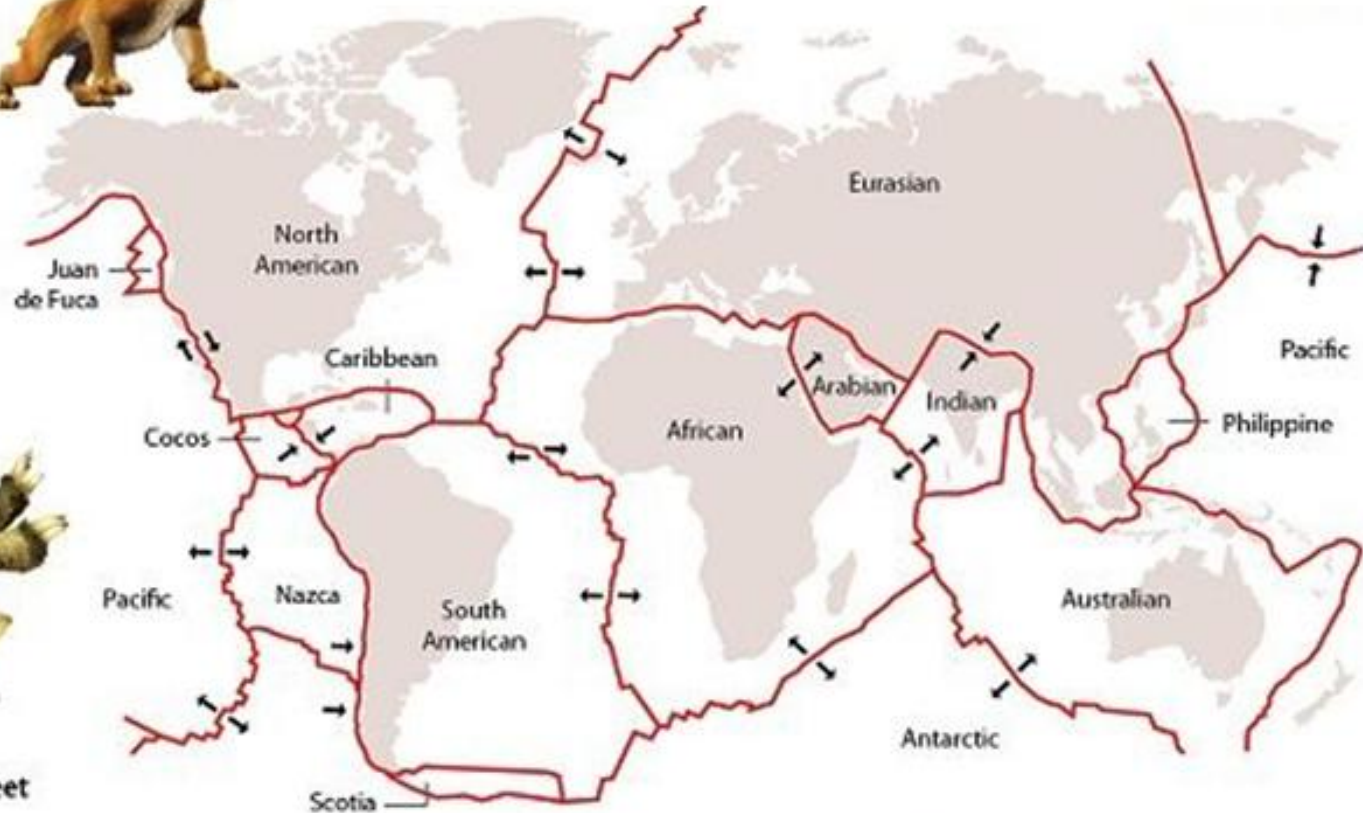 Eurasian
North
American
Juan
de Fuca
Caribbean
Pacific
Arabian
Indian
Cocos
African
Philippine
Pacific
Nazca
South
American
Australian
Antarctic
Scotia